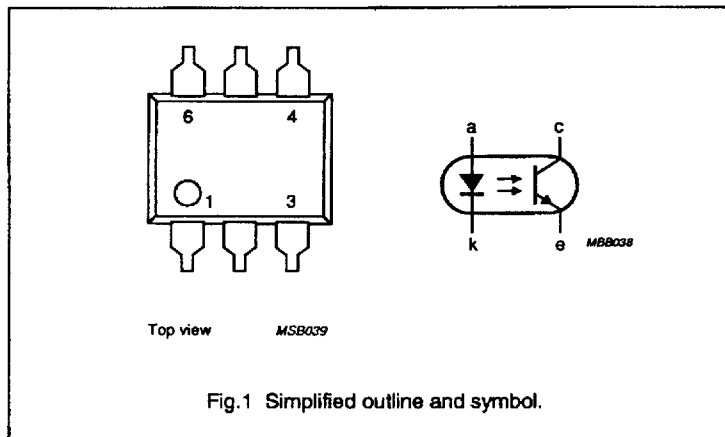 6 4
1 3
Top view MSB039
a c
k e MBB038
Fig.1 Simplified outline and symbol.